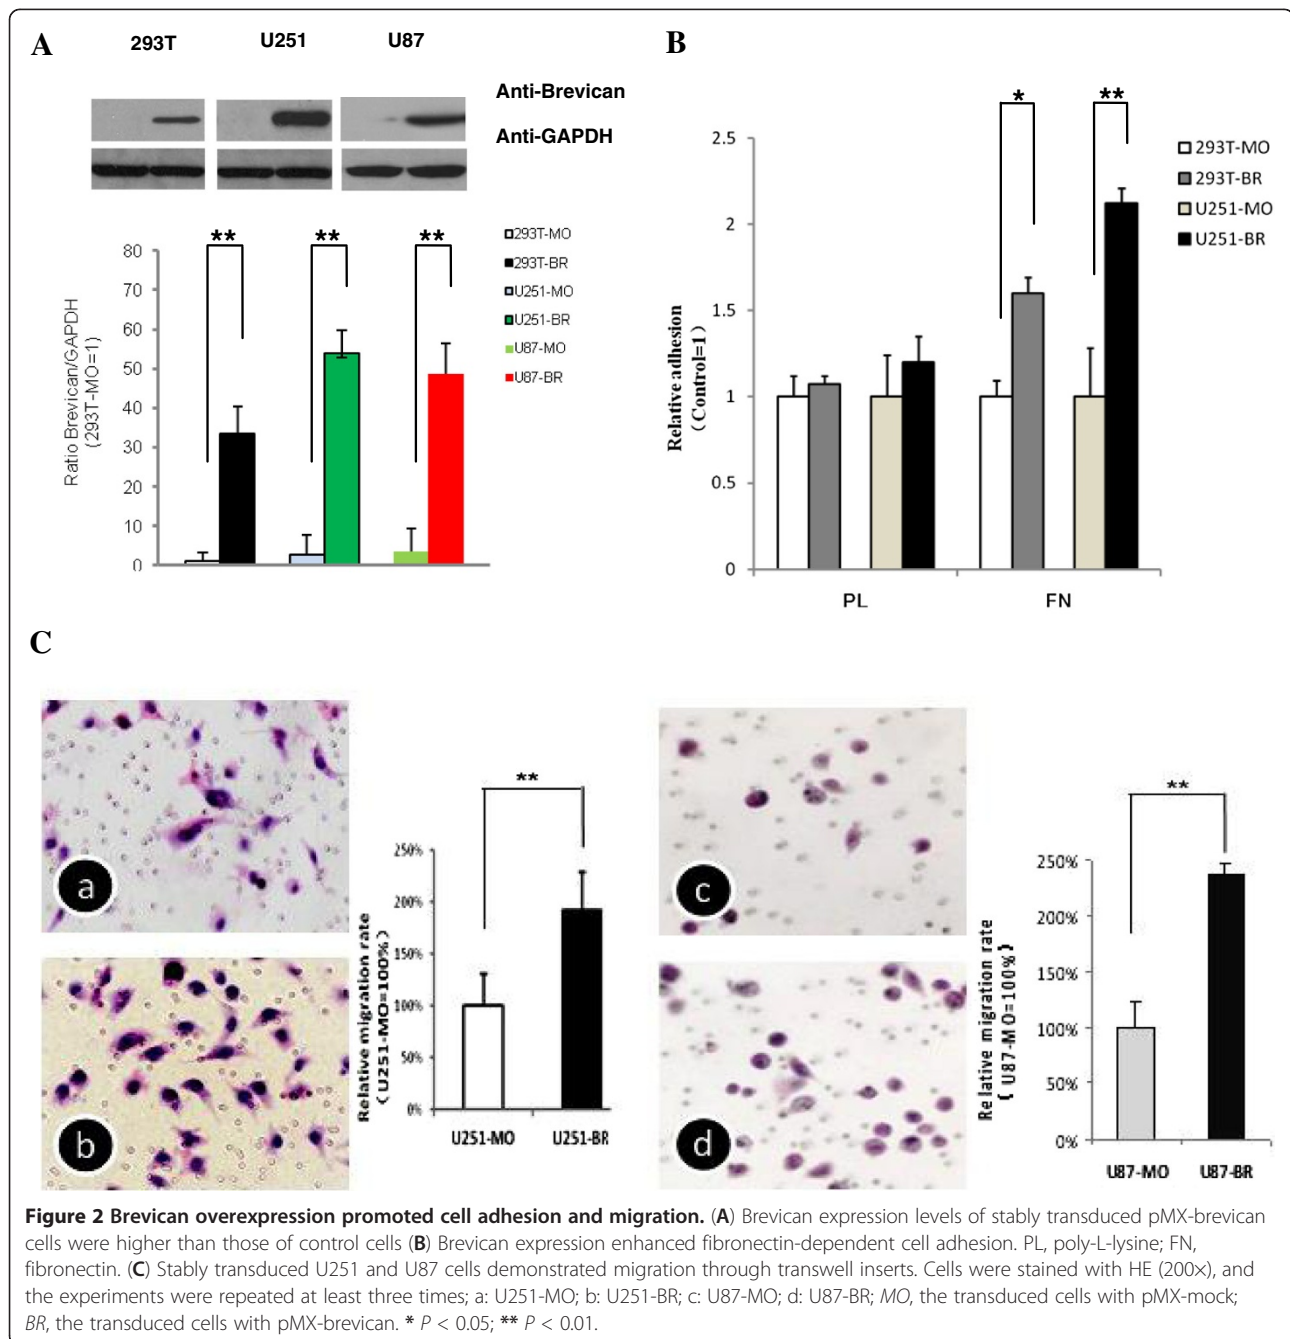 A
293T
U251
U87
Anti-Brevican
Anti-GAPDH
** ** **
80
70
60
50
40
30
20
10
0
Ratio Brevican/GAPDH
(293T-MO=1)
293T-MO
293T-BR
U251-MO
U251-BR
U87-MO
U87-BR
B
* **
2.5
2
1.5
1
0.5
0
Relative adhesion
(Control=1)
PL
FN
293T-MO
293T-BR
U251-MO
U251-BR
C
a
b
**
250%
200%
150%
100%
50%
0%
Relative migration rate
(U251-MO=100%)
U251-MO
U251-BR
c
d
**
250%
200%
150%
100%
50%
0%
Relative migration rate
(U87-MO=100%)
U87-MO
U87-BR
Figure 2 Brevican overexpression promoted cell adhesion and migration. (A) Brevican expression levels of stably transduced pMX-brevican
cells were higher than those of control cells (B) Brevican expression enhanced fibronectin-dependent cell adhesion. PL, poly-L-lysine; FN,
fibronectin. (C) Stably transduced U251 and U87 cells demonstrated migration through transwell inserts. Cells were stained with HE (200×), and
the experiments were repeated at least three times; a: U251-MO; b: U251-BR; c: U87-MO; d: U87-BR; MO, the transduced cells with pMX-mock;
BR, the transduced cells with pMX-brevican. * P < 0.05; ** P < 0.01.